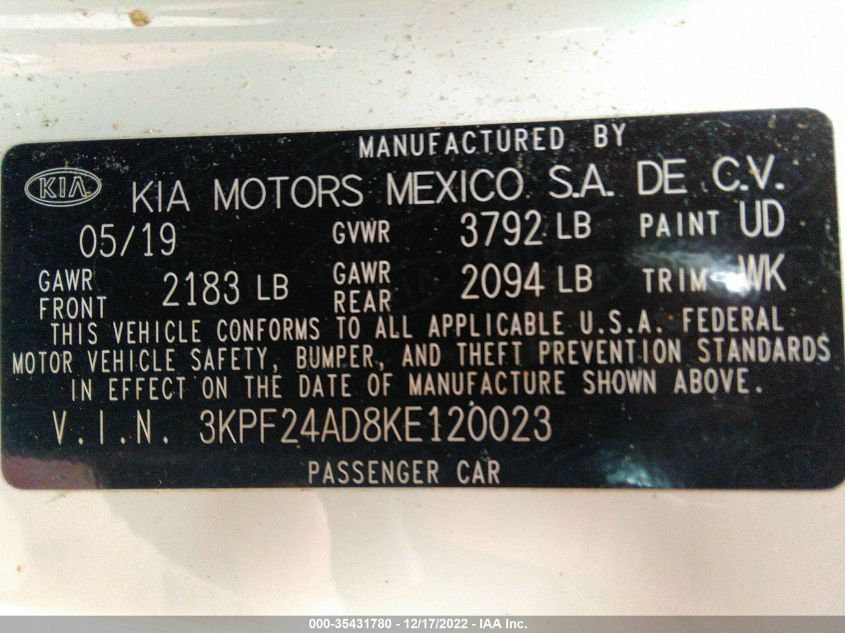 MANUFACTURED BY
KIA KIA MOTORS MEXICO S.A. DE C.V.
05/19 GVWR 3792 LB PAINT UD
GAWR FRONT 2183 LB GAWR REAR 2094 LB TRIM WK
THIS VEHICLE CONFORMS TO ALL APPLICABLE U.S.A. FEDERAL
MOTOR VEHICLE SAFETY, BUMPER, AND THEFT PREVENTION STANDARDS
IN EFFECT ON THE DATE OF MANUFACTURE SHOWN ABOVE.
V.I.N. 3KPF24AD8KE120023
PASSENGER CAR
000-35431780 - 12/17/2022 - IAA Inc.